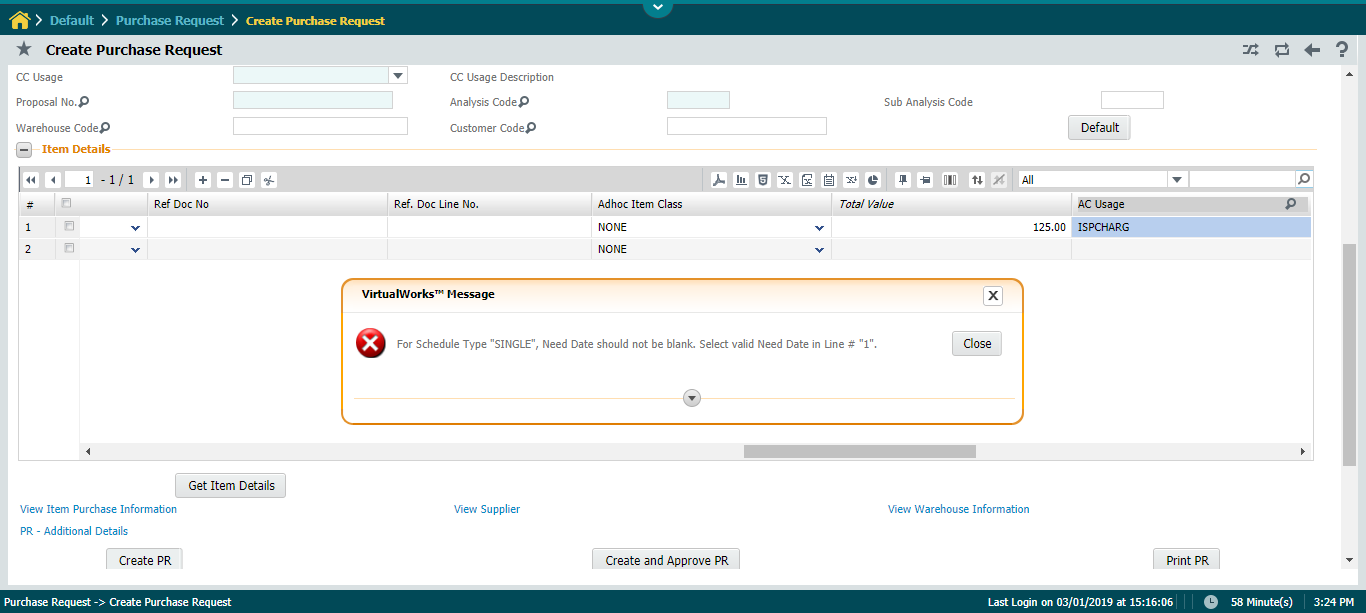 Default > Purchase Request > Create Purchase Request
Create Purchase Request
CC Usage CC Usage Description
Proposal No. Analysis Code Sub Analysis Code
Warehouse Code Customer Code Default
Item Details
1 - 1 / 1 All
# Ref Doc No Ref. Doc Line No. Adhoc Item Class Total Value AC Usage
1 NONE 125.00 ISPCHARG
2 NONE
VirtualWorks™ Message
For Schedule Type "SINGLE", Need Date should not be blank. Select valid Need Date in Line # "1". Close
Get Item Details
View Item Purchase Information View Supplier View Warehouse Information
PR - Additional Details
Create PR Create and Approve PR Print PR
Purchase Request -> Create Purchase Request Last Login on 03/01/2019 at 15:16:06 58 Minute(s) 3:24 PM